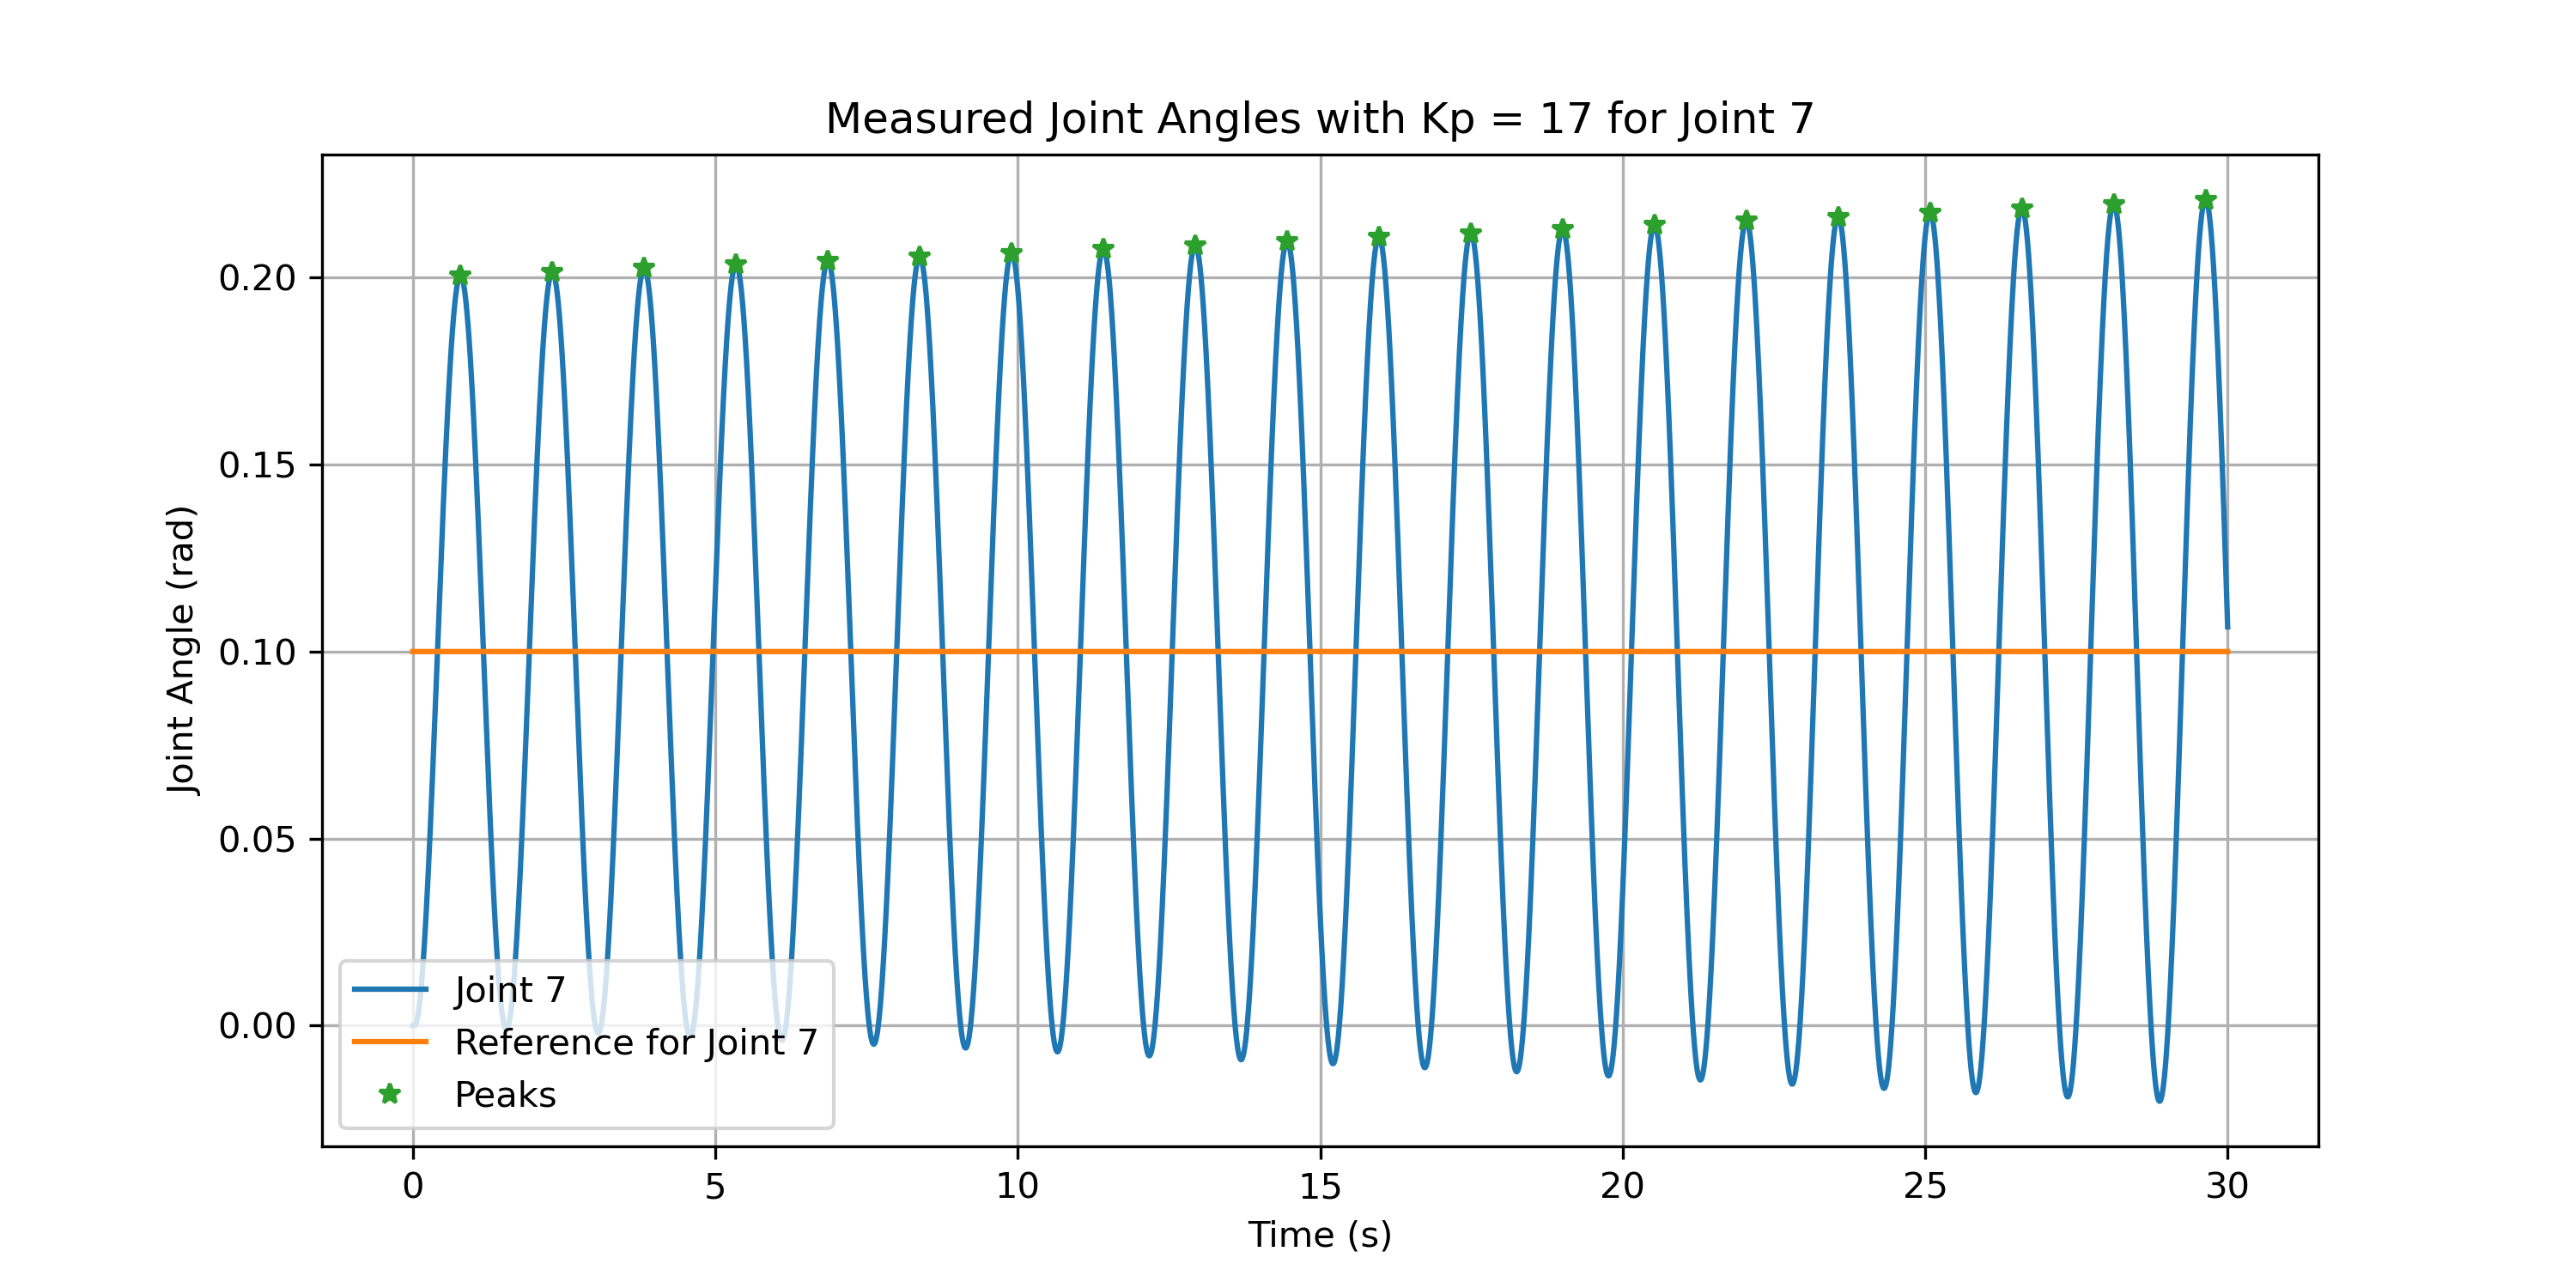 Measured Joint Angles with Kp = 17 for Joint 7
Joint Angle (rad)
0.20
0.15
0.10
0.05
0.00
Joint 7
Reference for Joint 7
Peaks
0 5 10 15 20 25 30
Time (s)